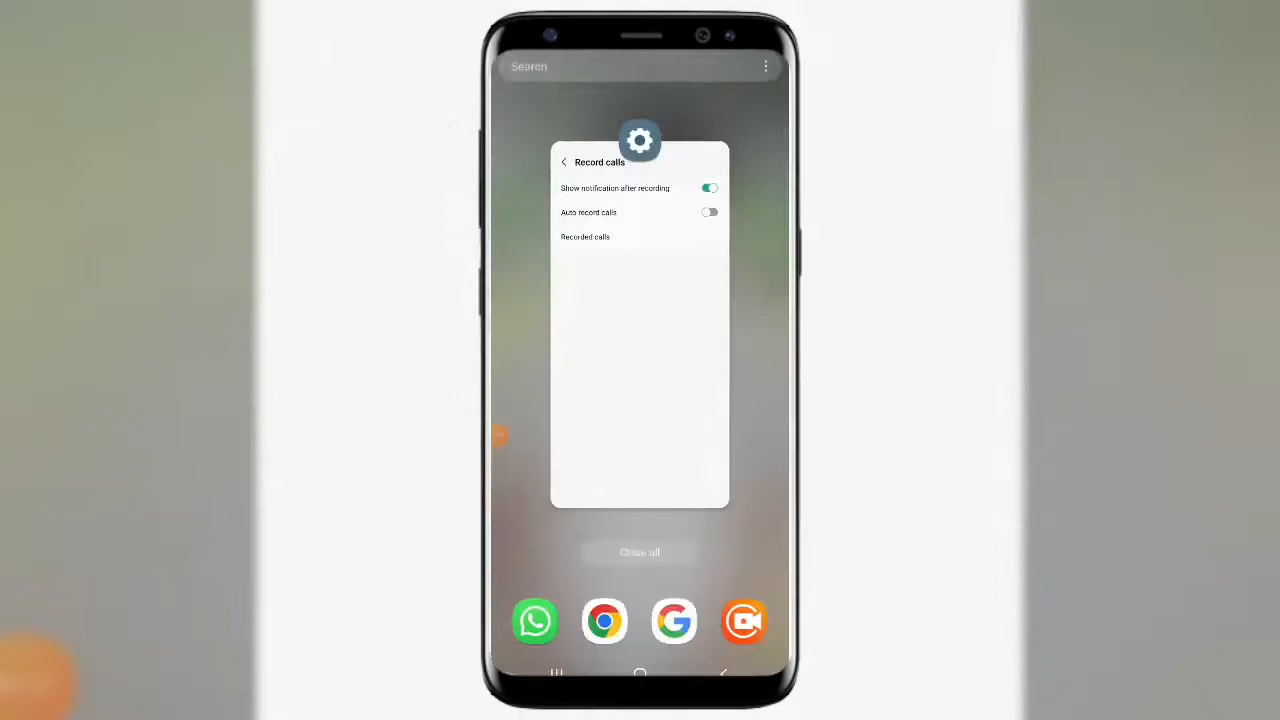 Search
Record calls
Show notification after recording
Auto record calls
Recorded calls
Close all